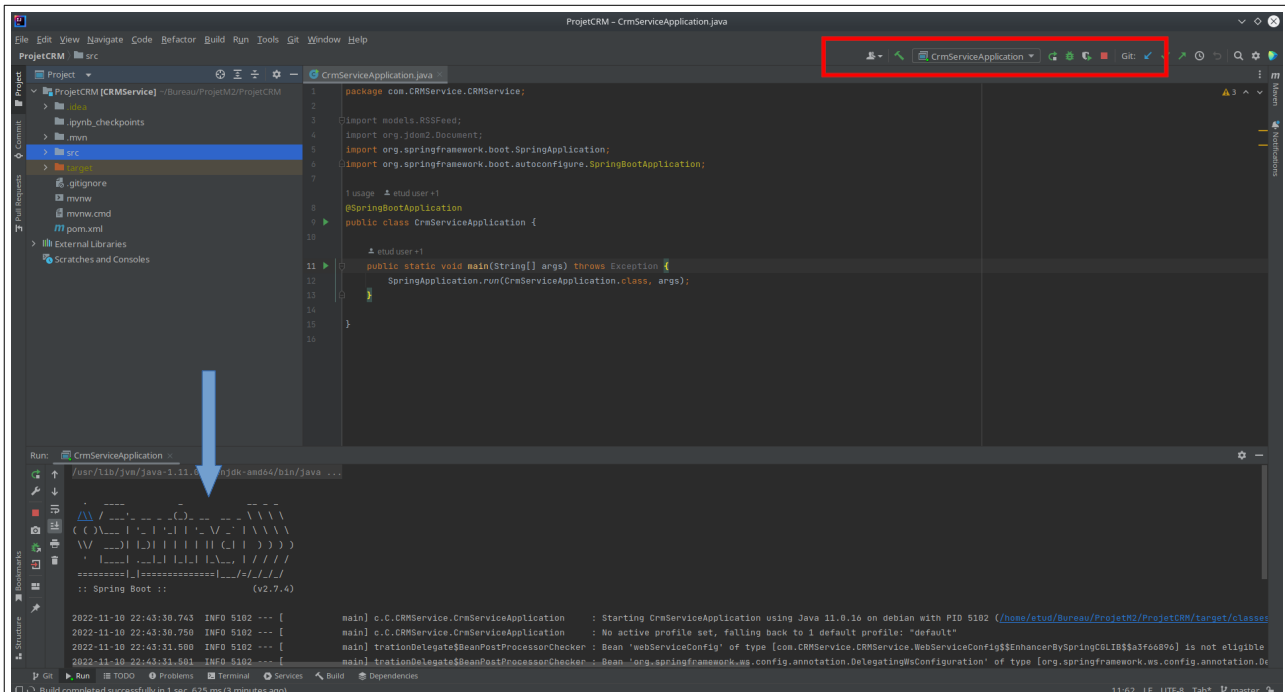 ProjetCRM – CrmServiceApplication.java
File Edit View Navigate Code Refactor Build Run Tools Git Window Help
ProjetCRM src
CrmServiceApplication
Git:
Project
CrmServiceApplication.java
Project
Commit
Pull Requests
ProjetCRM [CRMService] ~/Bureau/ProjetM2/ProjetCRM
.idea
.ipynb_checkpoints
.mvn
src
target
.gitignore
mvnw
mvnw.cmd
pom.xml
External Libraries
Scratches and Consoles
1 package com.CRMService.CRMService;
2
3 import models.RSSFeed;
4 import org.jdom2.Document;
5 import org.springframework.boot.SpringApplication;
6 import org.springframework.boot.autoconfigure.SpringBootApplication;
7
1 usage etud user +1
8 @SpringBootApplication
9 public class CrmServiceApplication {
10
etud user +1
11 public static void main(String[] args) throws Exception {
12 SpringApplication.run(CrmServiceApplication.class, args);
13 }
14
15 }
16
3
Maven
Notifications
Run: CrmServiceApplication
/usr/lib/jvm/java-1.11. njdk-amd64/bin/java ...
:: Spring Boot :: (v2.7.4)
2022-11-10 22:43:30.743 INFO 5102 --- [ main] c.C.CRMService.CrmServiceApplication : Starting CrmServiceApplication using Java 11.0.16 on debian with PID 5102 (/home/etud/Bureau/ProjetM2/ProjetCRM/target/classes
2022-11-10 22:43:30.750 INFO 5102 --- [ main] c.C.CRMService.CrmServiceApplication : No active profile set, falling back to 1 default profile: "default"
2022-11-10 22:43:31.500 INFO 5102 --- [ main] trationDelegate$BeanPostProcessorChecker : Bean 'webServiceConfig' of type [com.CRMService.CRMService.WebServiceConfig$$EnhancerBySpringCGLIB$$a3f66896] is not eligible
2022-11-10 22:43:31.501 INFO 5102 --- [ main] trationDelegate$BeanPostProcessorChecker : Bean 'org.springframework.ws.config.annotation.DelegatingWsConfiguration' of type [org.springframework.ws.config.annotation.De
Bookmarks
Structure
Git Run TODO Problems Terminal Services Build Dependencies
Build completed successfully in 1 sec, 625 ms (3 minutes ago)
11:62 LF UTF-8 Tab* master